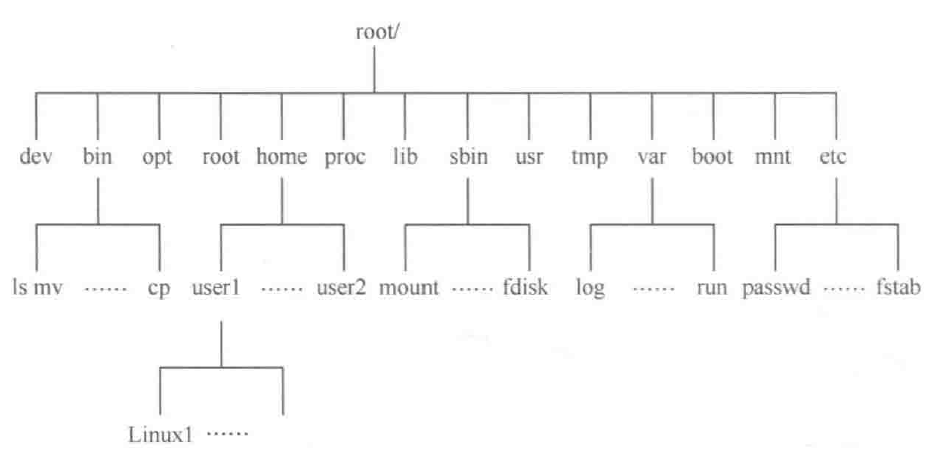 root/
dev bin opt root home proc lib sbin usr tmp var boot mnt etc
ls mv ...... cp user1 ...... user2 mount ...... fdisk log ...... run passwd ...... fstab
Linux1 ......